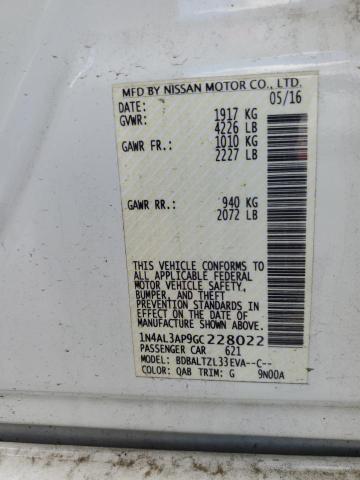 MFD BY NISSAN MOTOR CO., LTD.
DATE: 05/16
GVWR: 1917 KG
4226 LB
GAWR FR.: 1010 KG
2227 LB
GAWR RR.: 940 KG
2072 LB
THIS VEHICLE CONFORMS TO
ALL APPLICABLE FEDERAL
MOTOR VEHICLE SAFETY,
BUMPER, AND THEFT
PREVENTION STANDARDS IN
EFFECT ON THE DATE OF
MANUFACTURE SHOWN ABOVE.
1N4AL3AP9GC228022
PASSENGER CAR 621
MODEL: BDBALTZL33EVA--C--
COLOR: QAB TRIM: G 9N00A